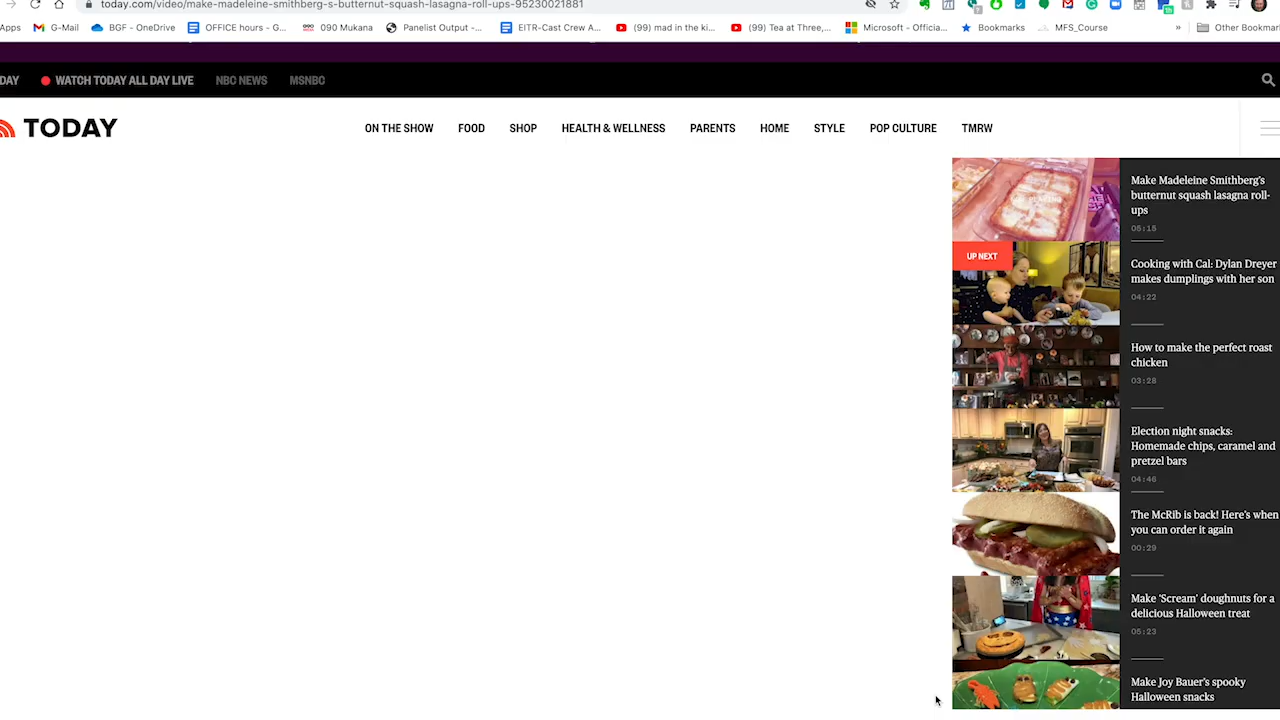 today.com/video/make-madeleine-smithberg-s-butternut-squash-lasagna-roll-ups-95230021881
Apps G-Mail BGF - OneDrive OFFICE hours - G... 090 Mukana Panelist Output -... EITR-Cast Crew A... (99) mad in the ki... (99) Tea at Three,... Microsoft - Officia... Bookmarks MFS_Course » Other Bookmar
DAY WATCH TODAY ALL DAY LIVE NBC NEWS MSNBC
TODAY ON THE SHOW FOOD SHOP HEALTH & WELLNESS PARENTS HOME STYLE POP CULTURE TMRW
Make Madeleine Smithberg's
butternut squash lasagna roll-
ups
05:15
UP NEXT
Cooking with Cal: Dylan Dreyer
makes dumplings with her son
04:22
How to make the perfect roast
chicken
03:28
Election night snacks:
Homemade chips, caramel and
pretzel bars
04:46
The McRib is back! Here's when
you can order it again
00:29
Make 'Scream' doughnuts for a
delicious Halloween treat
05:23
Make Joy Bauer's spooky
Halloween snacks